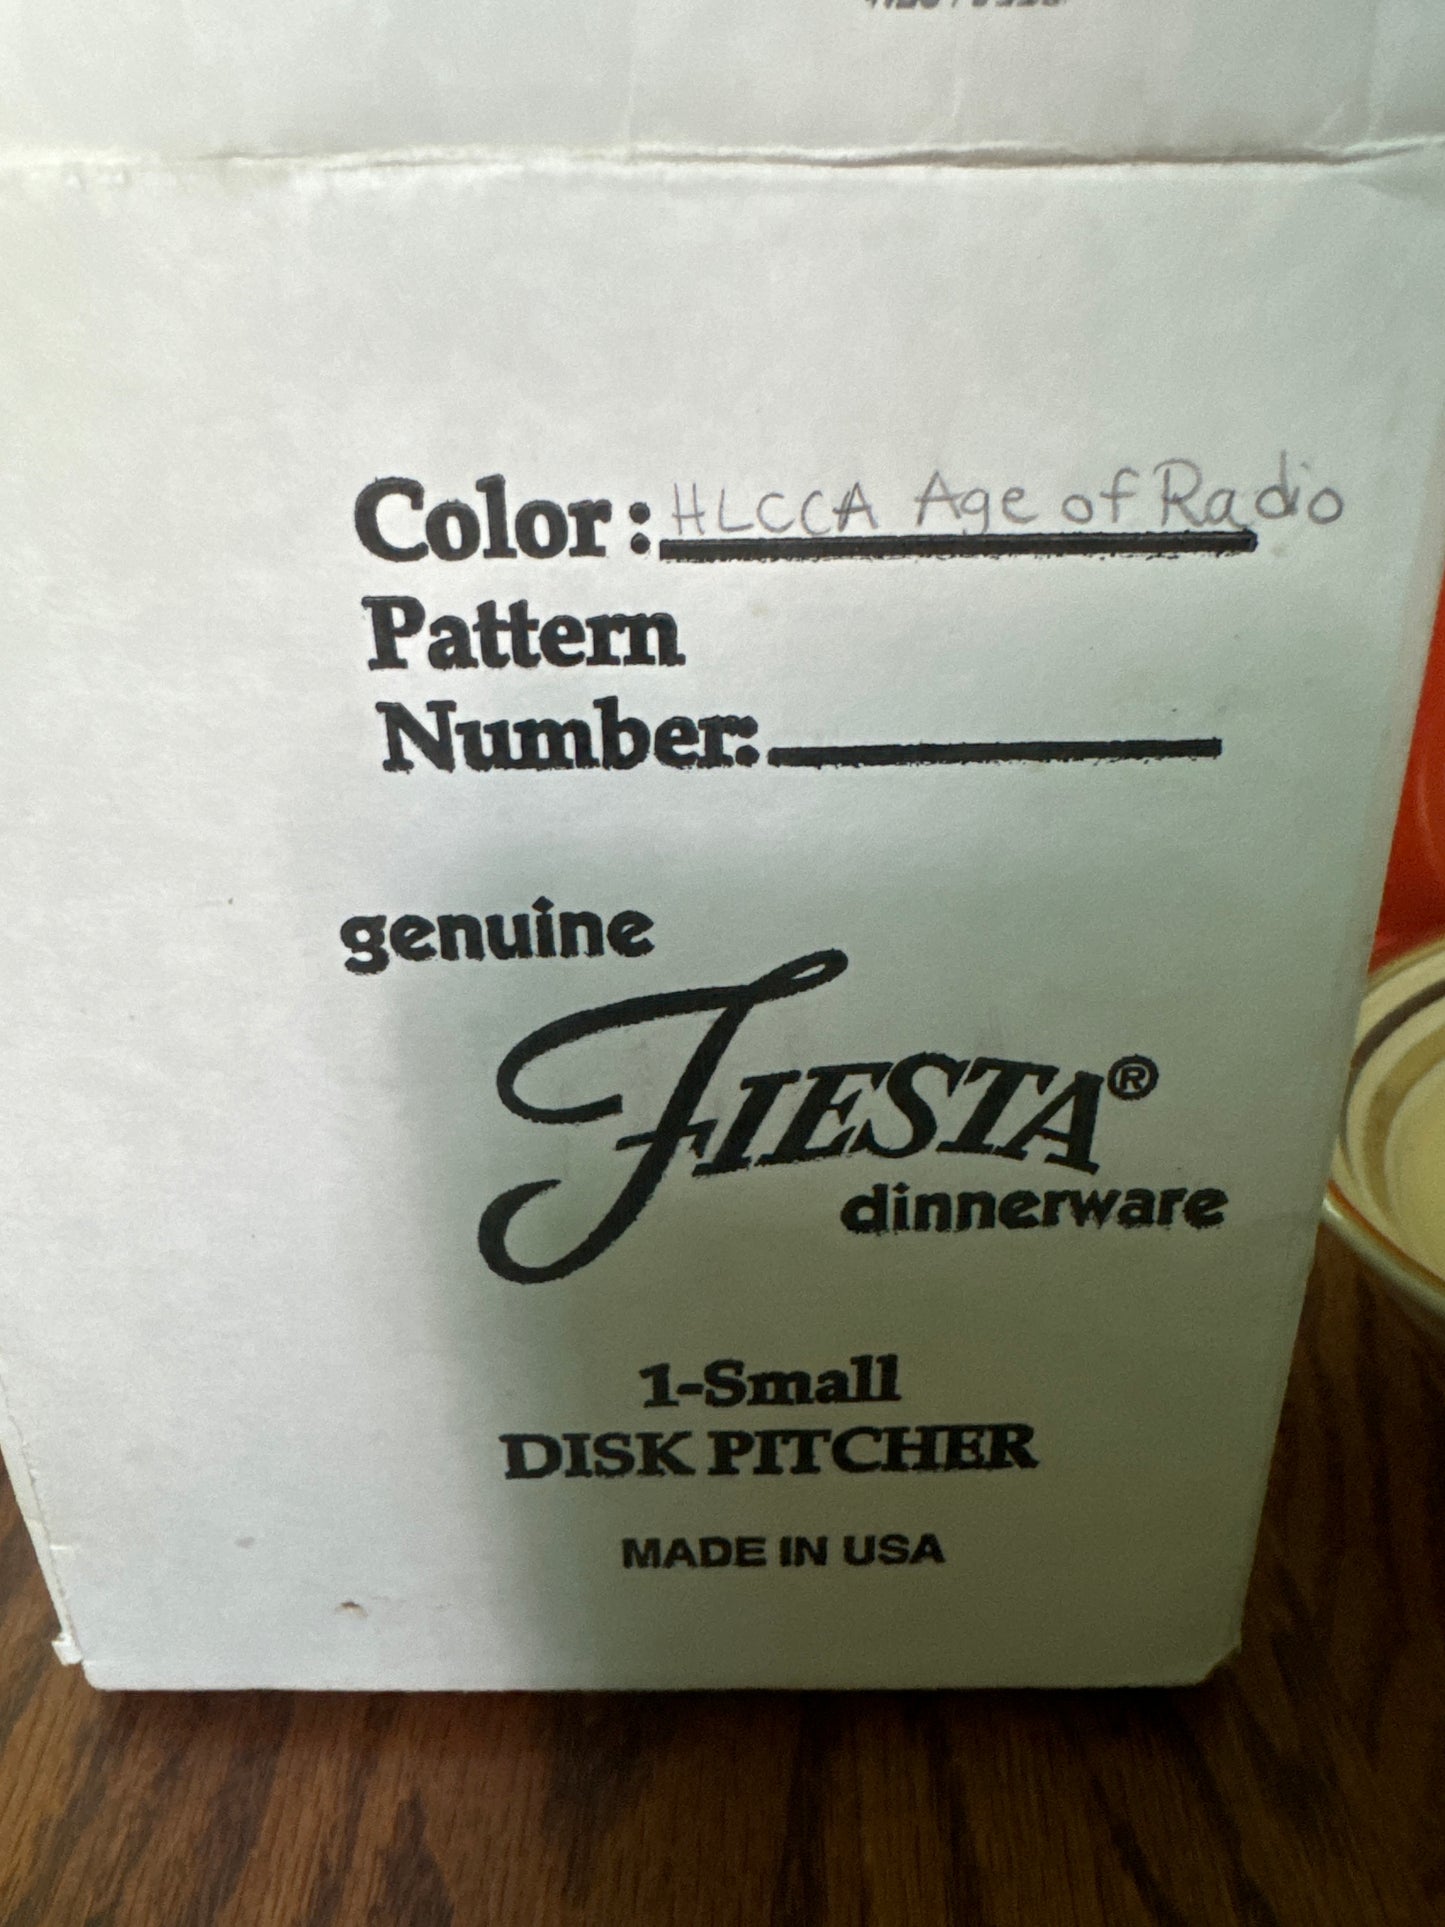 Color: HLCCA Age of Radio
Pattern
Number:
genuine
FIESTA®
dinnerware
1-Small
DISK PITCHER
MADE IN USA